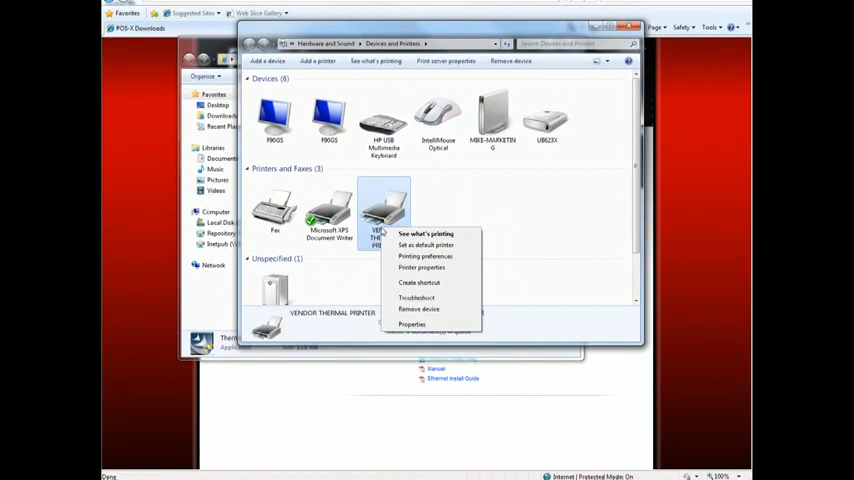 Favorites
Suggested Sites
Web Slice Gallery
POS-X Downloads
Page
Safety
Tools
Hardware and Sound
Devices and Printers
Search Devices and Printers
Add a device
Add a printer
See what's printing
Print server properties
Remove device
Organize
Favorites
Desktop
Downloads
Recent Plac
Libraries
Documents
Music
Pictures
Videos
Computer
Local Disk
Repository
Inetpub
Network
Devices (6)
F90GS
F90GS
HP USB
Multimedia
Keyboard
IntelliMouse
Optical
MIKE-MARKETIN
G
UB623X
Printers and Faxes (3)
Fax
Microsoft XPS
Document Writer
See what's printing
Set as default printer
Printing preferences
Printer properties
Create shortcut
Troubleshoot
Remove device
Properties
Unspecified (1)
VENDOR THERMAL PRINTER
Therm
Application
Manual
Ethernet Install Guide
Done
Internet | Protected Mode: On
100%